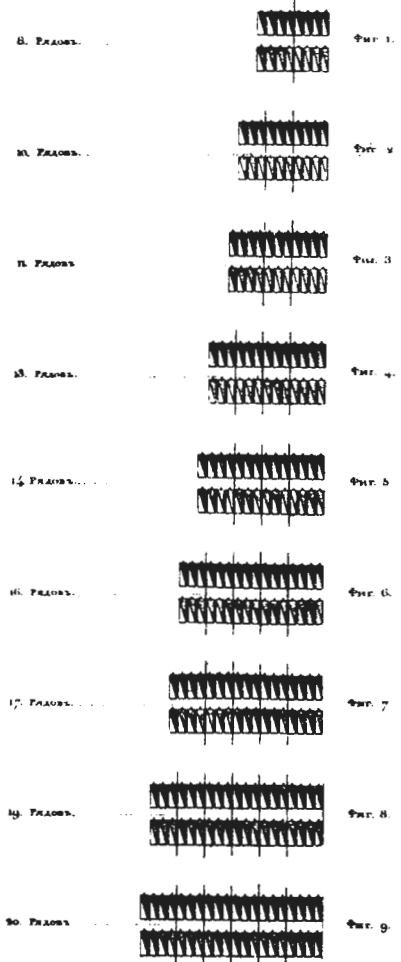 8. Рядовъ. Фиг. 1.
10. Рядовъ. Фиг. 2
11. Рядовъ Фиг. 3
13. Рядовъ. Фиг. 4.
14 Рядовъ. Фиг. 5
16. Рядовъ. Фиг. 6.
17. Рядовъ. Фиг. 7
19. Рядовъ. Фиг. 8.
20. Рядовъ Фиг. 9.